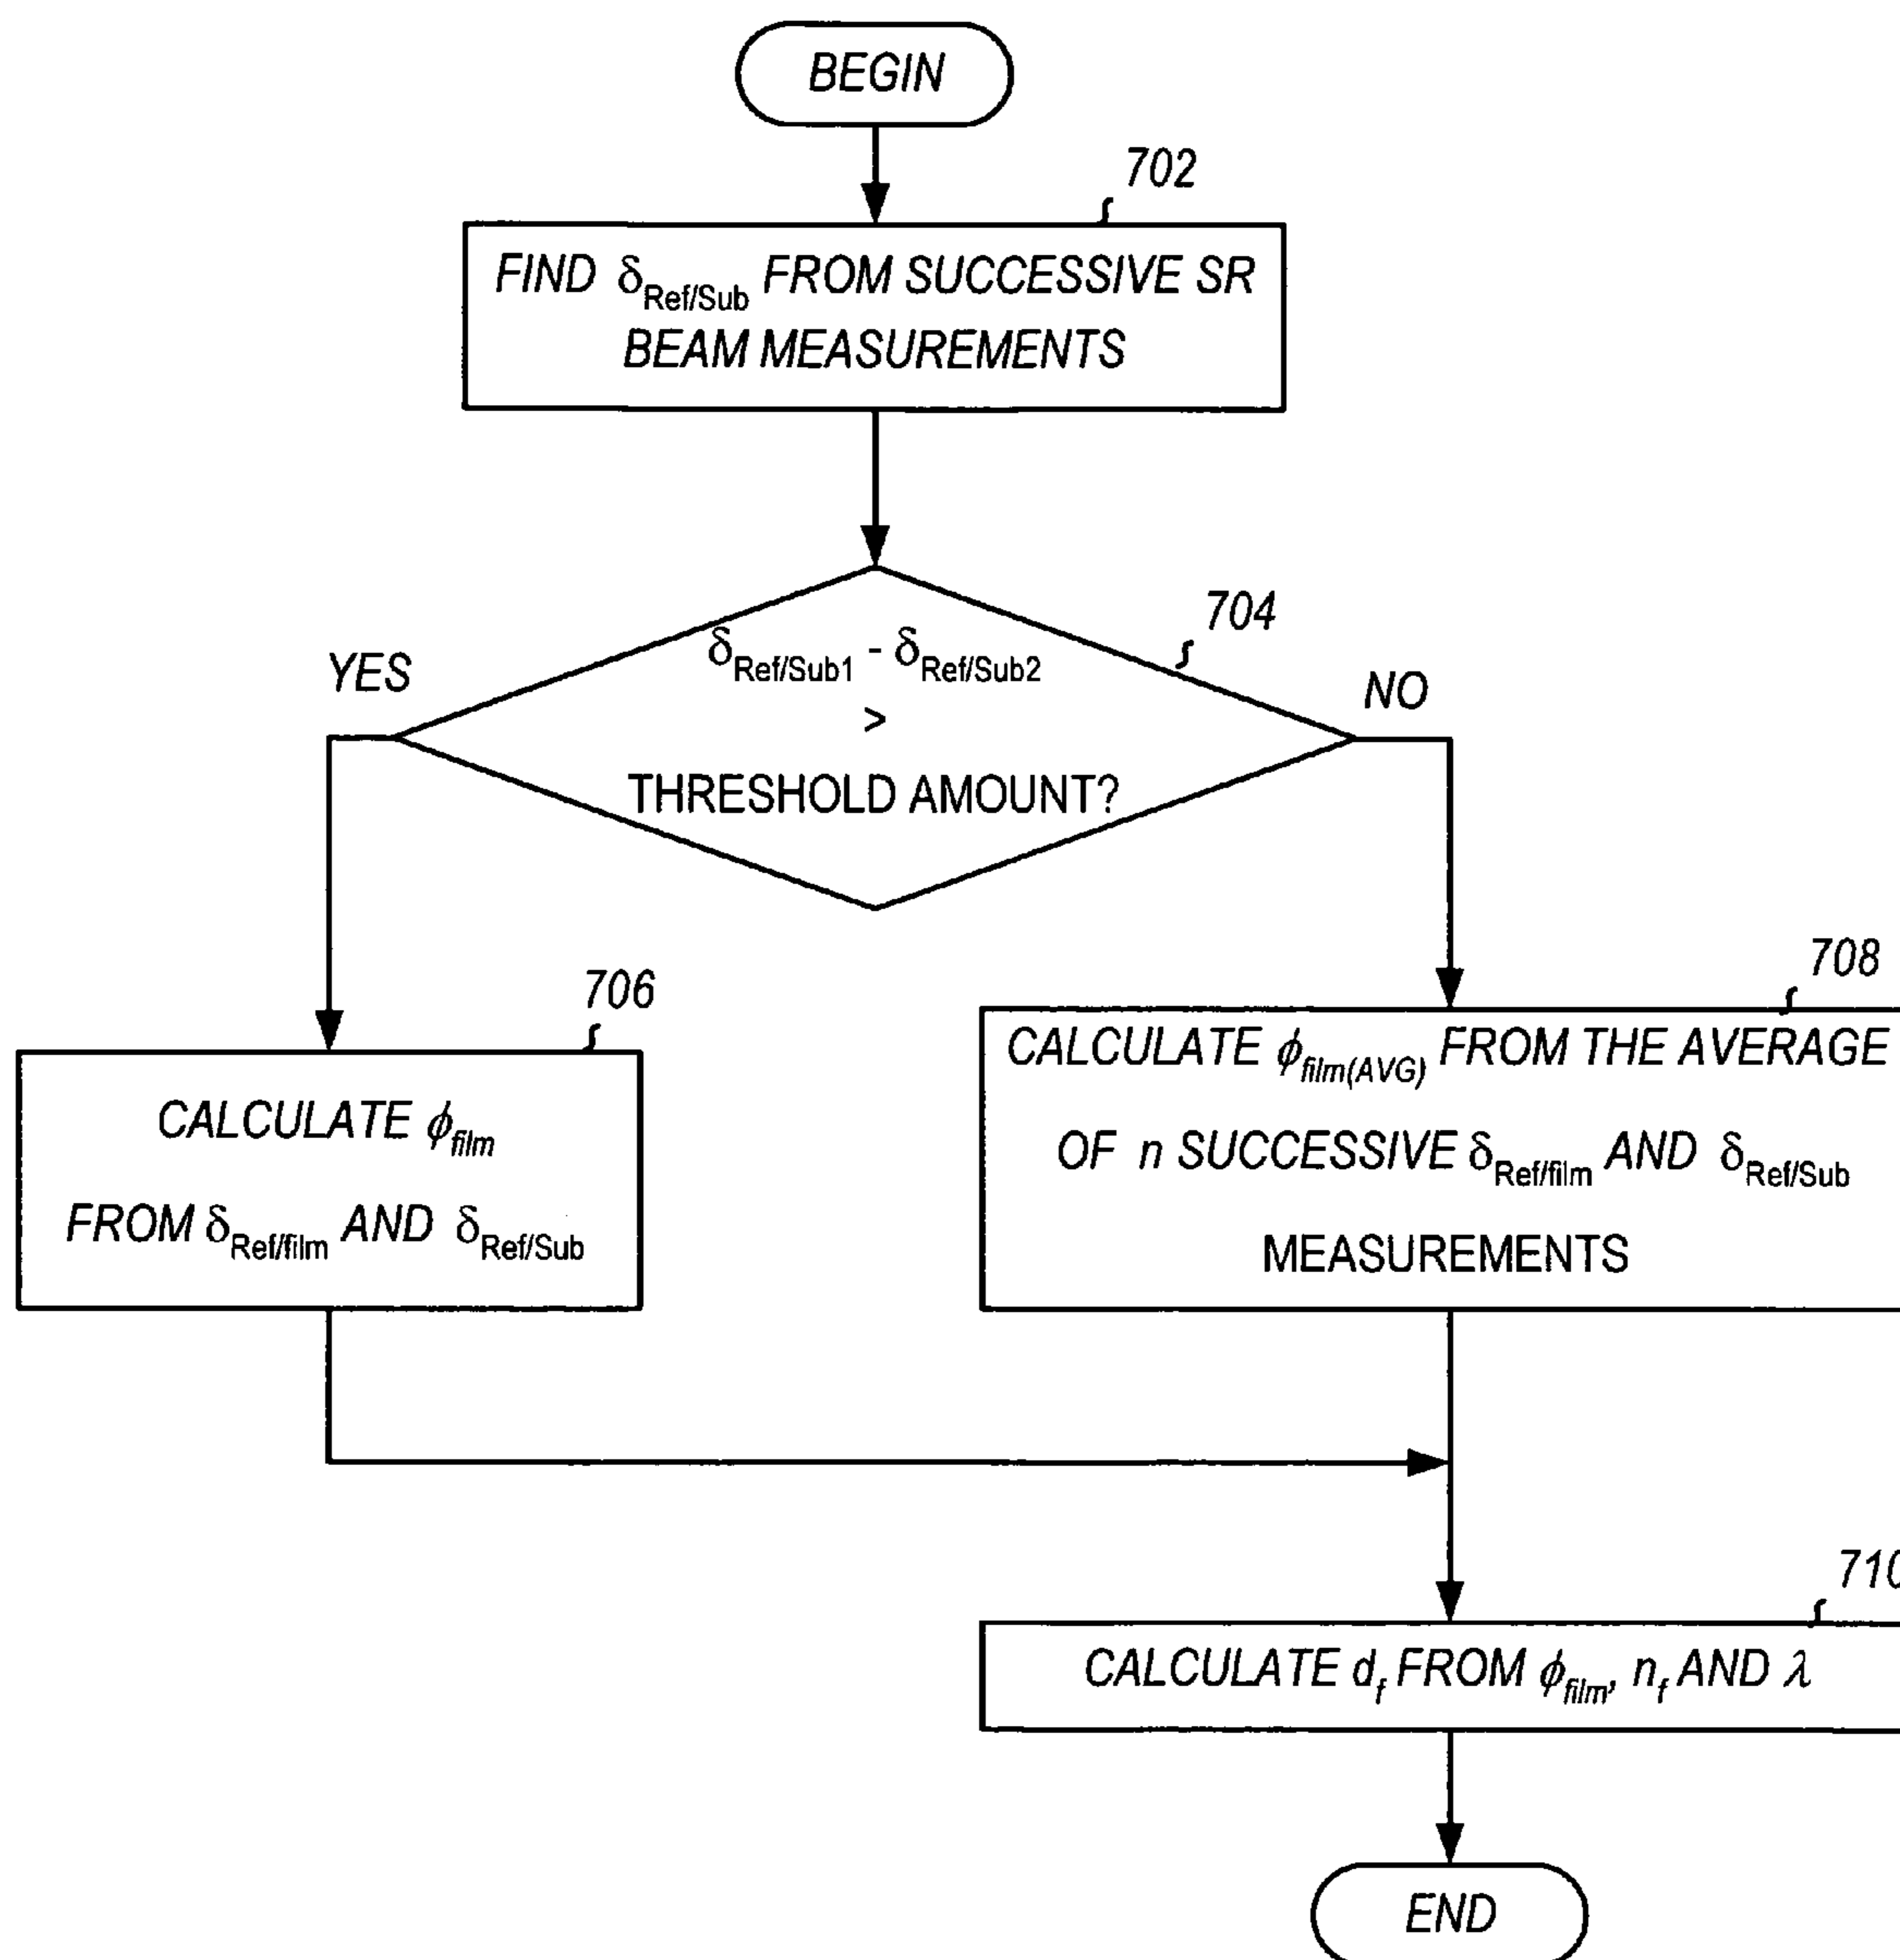 BEGIN
702
FIND δRef/Sub FROM SUCCESSIVE SR
BEAM MEASUREMENTS
704
δRef/Sub1 - δRef/Sub2
>
THRESHOLD AMOUNT?
YES
NO
706
CALCULATE ϕfilm
FROM δRef/film AND δRef/Sub
708
CALCULATE ϕfilm(AVG) FROM THE AVERAGE
OF n SUCCESSIVE δRef/film AND δRef/Sub
MEASUREMENTS
710
CALCULATE df FROM ϕfilm, nf AND λ
END